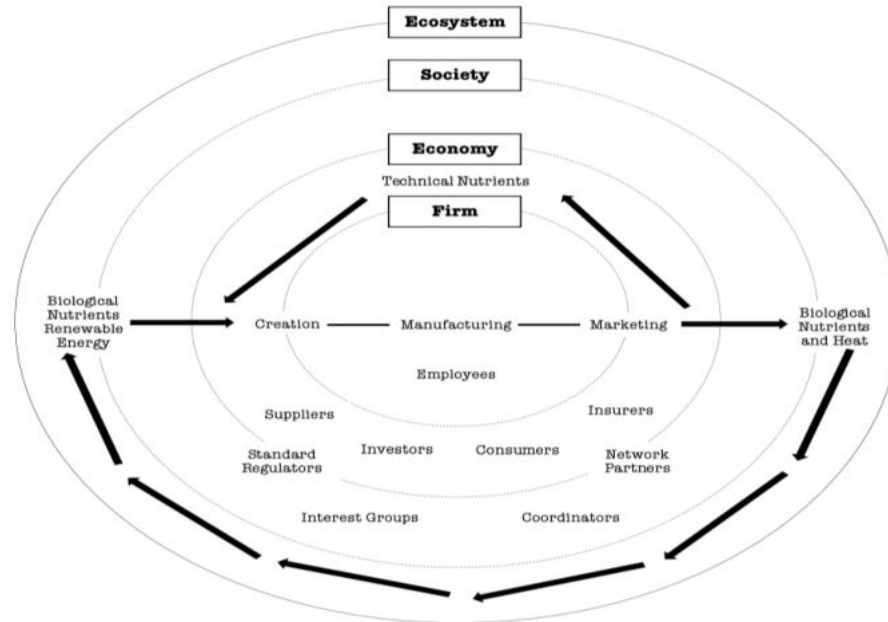 Ecosystem
Society
Economy
Technical Nutrients
Firm
Biological
Nutrients
Renewable
Energy
Creation
Manufacturing
Marketing
Biological
Nutrients
and Heat
Employees
Suppliers
Insurers
Standard
Regulators
Investors
Consumers
Network
Partners
Interest Groups
Coordinators